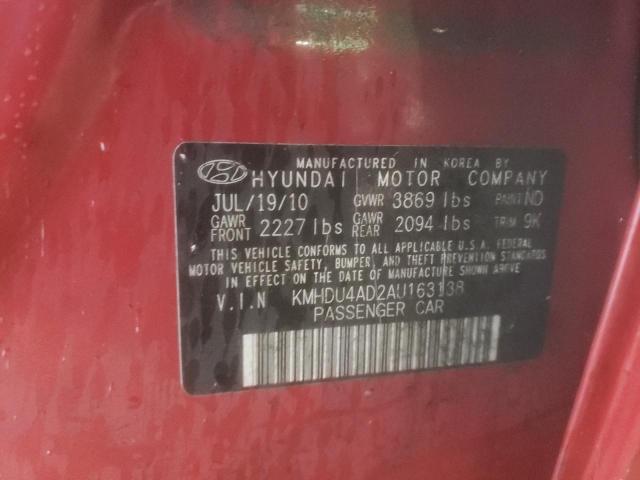 MANUFACTURED IN KOREA BY
HYUNDAI MOTOR COMPANY
JUL/19/10 GVWR 3869 lbs PAINT ND
GAWR FRONT 2227 lbs GAWR REAR 2094 lbs TRIM 9K
THIS VEHICLE CONFORMS TO ALL APPLICABLE U.S.A. FEDERAL
MOTOR VEHICLE SAFETY, BUMPER, AND THEFT PREVENTION STANDARDS
IN EFFECT ON THE DATE OF MANUFACTURE SHOWN ABOVE
V.I.N KMHDU4AD2AU163138
PASSENGER CAR